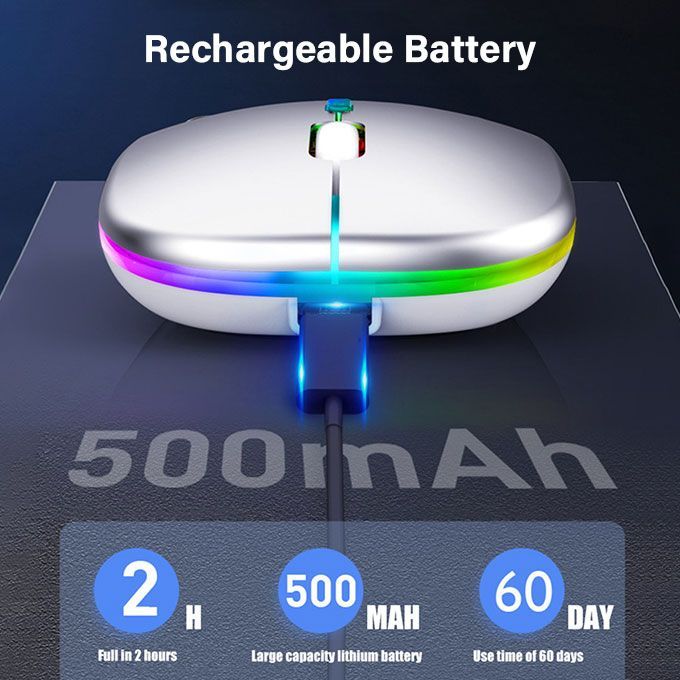 Rechargeable Battery
500mAh
2 H
500 MAH
60 DAY
Full in 2 hours
Large capacity lithium battery
Use time of 60 days